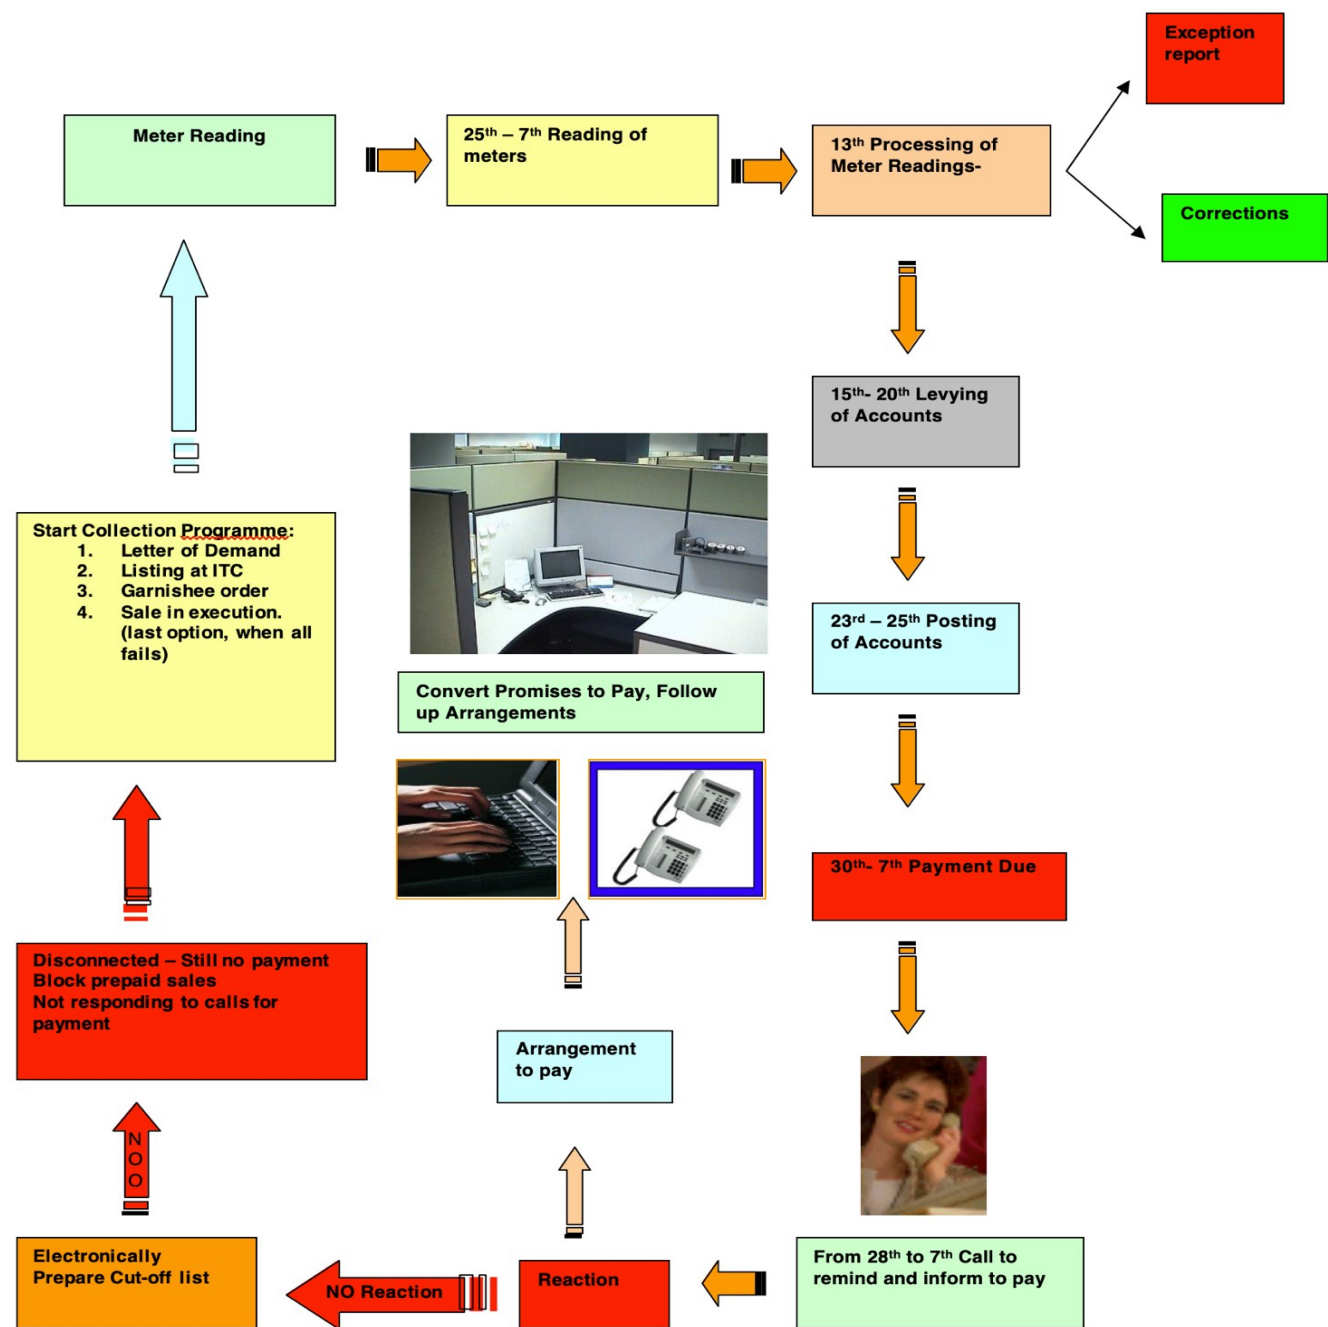 Exception
report
Meter Reading
25th – 7th Reading of
meters
13th Processing of
Meter Readings-
Corrections
15th- 20th Levying
of Accounts
Start Collection Programme:
1. Letter of Demand
2. Listing at ITC
3. Garnishee order
4. Sale in execution.
(last option, when all
fails)
23rd – 25th Posting
of Accounts
Convert Promises to Pay, Follow
up Arrangements
30th- 7th Payment Due
Disconnected – Still no payment
Block prepaid sales
Not responding to calls for
payment
Arrangement
to pay
N
O
O
Electronically
Prepare Cut-off list
NO Reaction
Reaction
From 28th to 7th Call to
remind and inform to pay